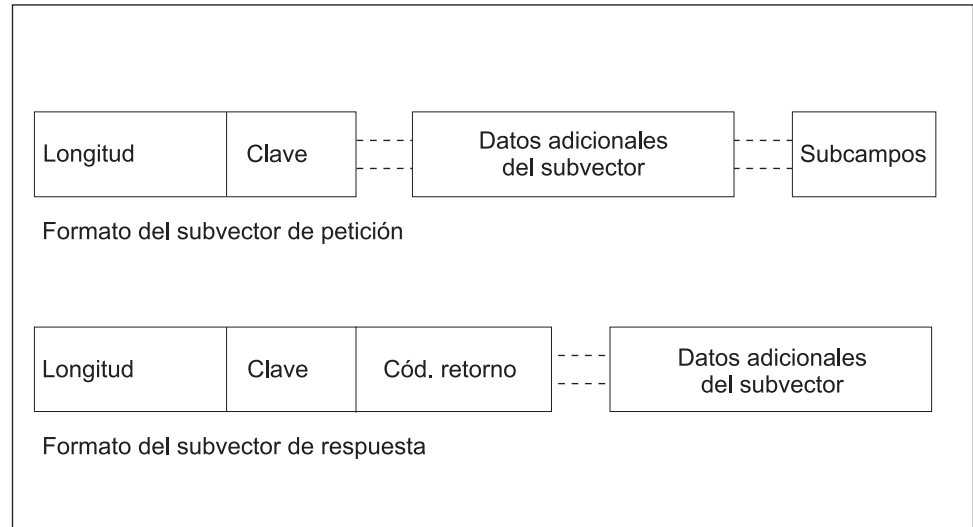 Longitud
Clave
Datos adicionales
del subvector
Subcampos
Formato del subvector de petición
Longitud
Clave
Cód. retorno
Datos adicionales
del subvector
Formato del subvector de respuesta